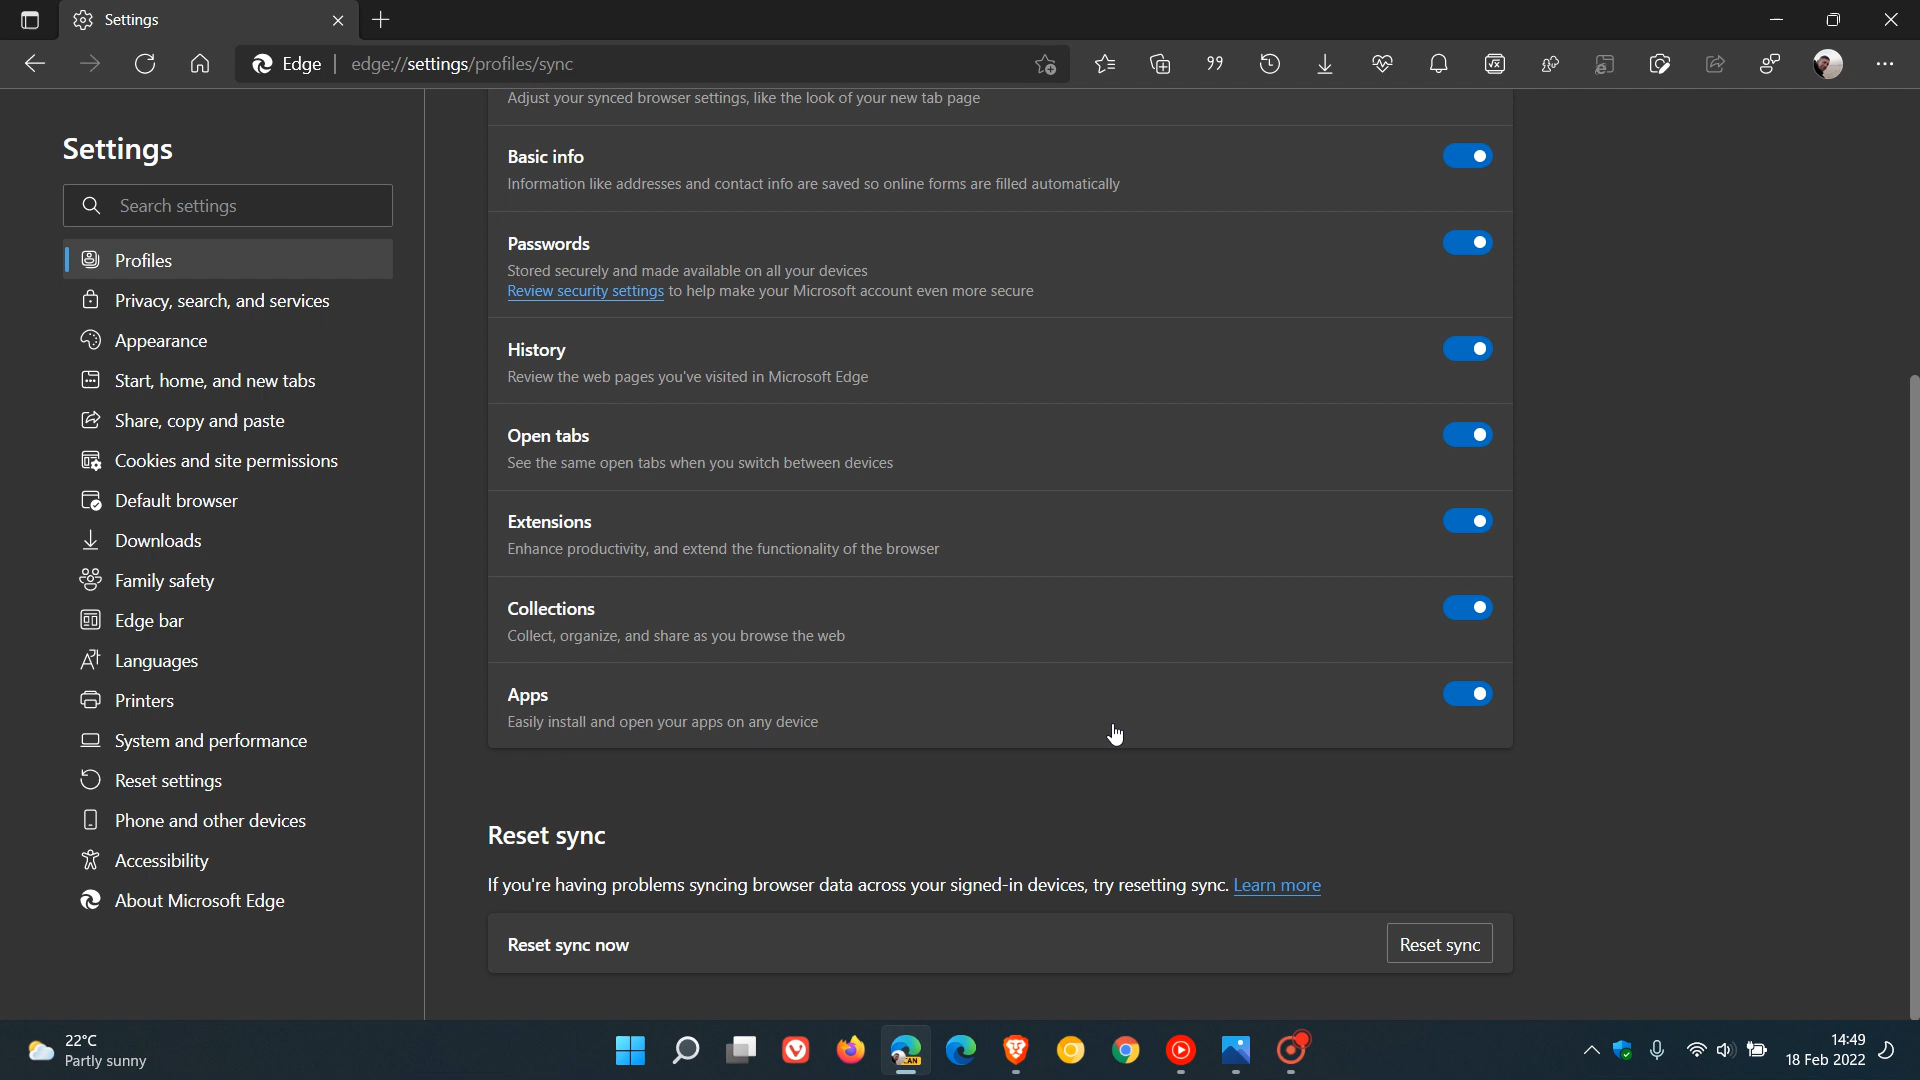 Settings
Edge
edge://settings/profiles/sync
Settings
Search settings
Profiles
Privacy, search, and services
Appearance
Start, home, and new tabs
Share, copy and paste
Cookies and site permissions
Default browser
Downloads
Family safety
Edge bar
Languages
Printers
System and performance
Reset settings
Phone and other devices
Accessibility
About Microsoft Edge
Adjust your synced browser settings, like the look of your new tab page
Basic info
Information like addresses and contact info are saved so online forms are filled automatically
Passwords
Stored securely and made available on all your devices
Review security settings to help make your Microsoft account even more secure
History
Review the web pages you've visited in Microsoft Edge
Open tabs
See the same open tabs when you switch between devices
Extensions
Enhance productivity, and extend the functionality of the browser
Collections
Collect, organize, and share as you browse the web
Apps
Easily install and open your apps on any device
Reset sync
If you're having problems syncing browser data across your signed-in devices, try resetting sync. Learn more
Reset sync now
Reset sync
22°C
Partly sunny
CAN
14:49
18 Feb 2022